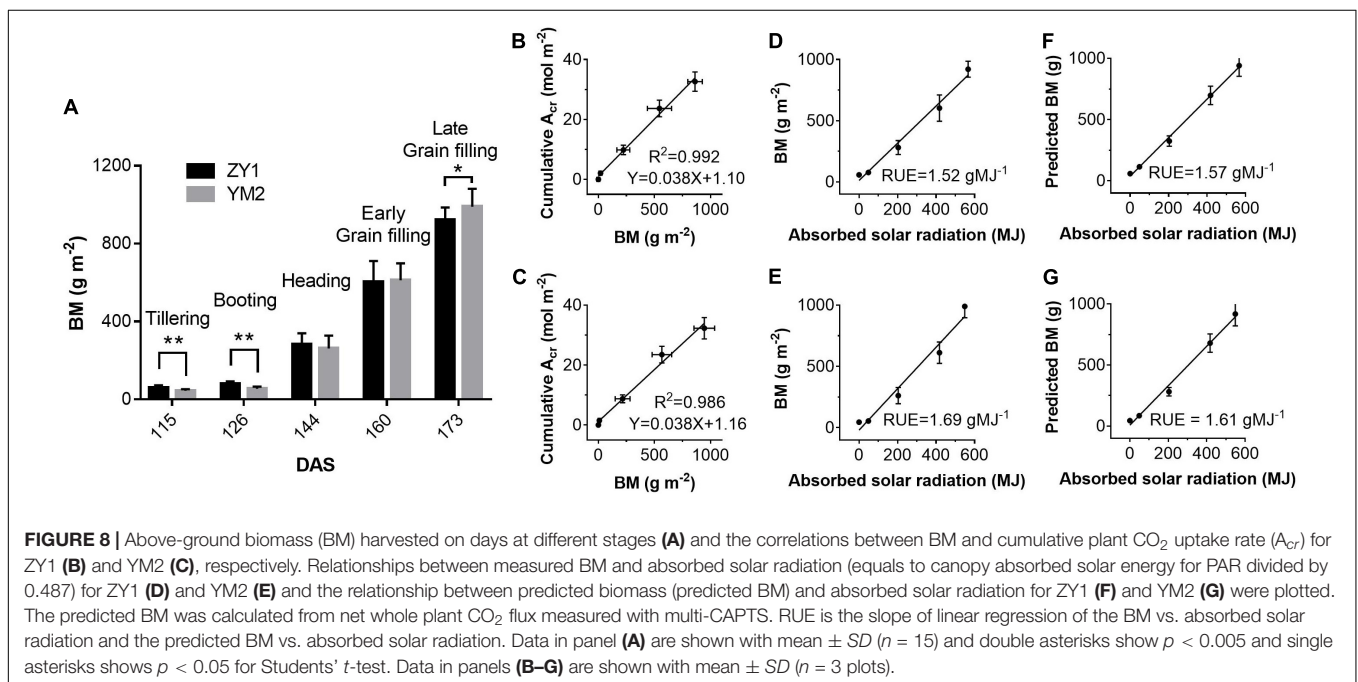 A
BM (g m-2)
1200
800
400
0
ZY1
YM2
Tillering
**
Booting
**
Heading
Early
Grain filling
Late
Grain filling
*
115
126
144
160
173
DAS
B
Cumulative Acr (mol m-2)
40
20
0
R2=0.992
Y=0.038X+1.10
0
500
1000
BM (g m-2)
C
Cumulative Acr (mol m-2)
40
20
0
R2=0.986
Y=0.038X+1.16
0
500
1000
BM (g m-2)
D
BM (g m-2)
1000
500
0
RUE=1.52 gMJ-1
0
200
400
600
Absorbed solar radiation (MJ)
E
BM (g m-2)
1000
500
0
RUE=1.69 gMJ-1
0
200
400
600
Absorbed solar radiation (MJ)
F
Predicted BM (g)
1000
500
0
RUE=1.57 gMJ-1
0
200
400
600
Absorbed solar radiation (MJ)
G
Predicted BM (g)
1000
500
0
RUE = 1.61 gMJ-1
0
200
400
600
Absorbed solar radiation (MJ)
FIGURE 8 | Above-ground biomass (BM) harvested on days at different stages (A) and the correlations between BM and cumulative plant CO2 uptake rate (Acr) for
ZY1 (B) and YM2 (C), respectively. Relationships between measured BM and absorbed solar radiation (equals to canopy absorbed solar energy for PAR divided by
0.487) for ZY1 (D) and YM2 (E) and the relationship between predicted biomass (predicted BM) and absorbed solar radiation for ZY1 (F) and YM2 (G) were plotted.
The predicted BM was calculated from net whole plant CO2 flux measured with multi-CAPTS. RUE is the slope of linear regression of the BM vs. absorbed solar
radiation and the predicted BM vs. absorbed solar radiation. Data in panel (A) are shown with mean ± SD (n = 15) and double asterisks show p < 0.005 and single
asterisks shows p < 0.05 for Students' t-test. Data in panels (B–G) are shown with mean ± SD (n = 3 plots).